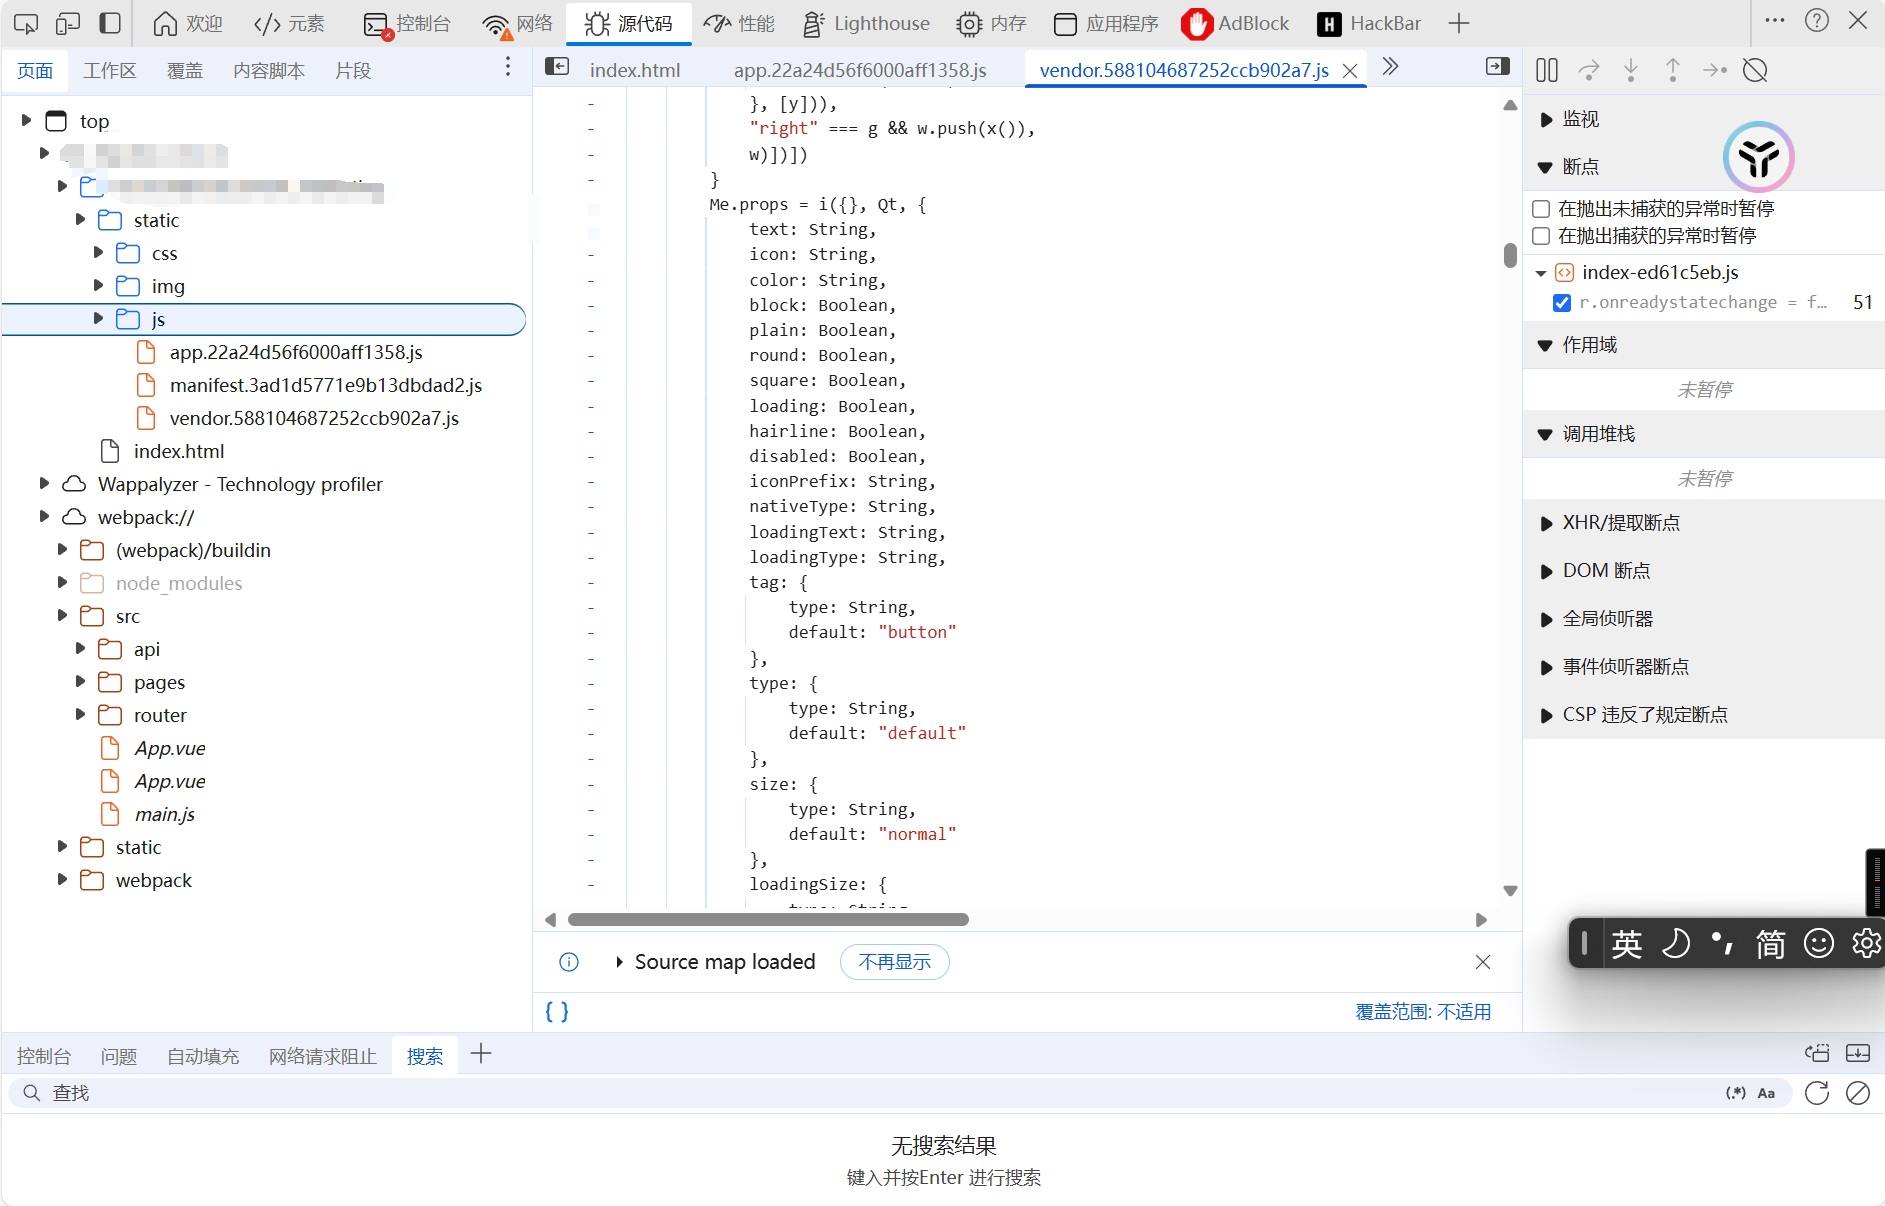 欢迎 元素 控制台 网络 源代码 性能 Lighthouse 内存 应用程序 AdBlock HackBar
页面 工作区 覆盖 内容脚本 片段
index.html app.22a24d56f6000aff1358.js vendor.588104687252ccb902a7.js
top
static
css
img
js
app.22a24d56f6000aff1358.js
manifest.3ad1d5771e9b13dbdad2.js
vendor.588104687252ccb902a7.js
index.html
Wappalyzer - Technology profiler
webpack://
(webpack)/buildin
node_modules
src
api
pages
router
App.vue
App.vue
main.js
static
webpack
}, [y])),
"right" === g && w.push(x()),
w)])])
}
Me.props = i({}, Qt, {
text: String,
icon: String,
color: String,
block: Boolean,
plain: Boolean,
round: Boolean,
square: Boolean,
loading: Boolean,
hairline: Boolean,
disabled: Boolean,
iconPrefix: String,
nativeType: String,
loadingText: String,
loadingType: String,
tag: {
type: String,
default: "button"
},
type: {
type: String,
default: "default"
},
size: {
type: String,
default: "normal"
},
loadingSize: {
type: String,
Source map loaded 不再显示
{ } 覆盖范围: 不适用
监视
断点
在抛出未捕获的异常时暂停
在抛出捕获的异常时暂停
index-ed61c5eb.js
r.onreadystatechange = f… 51
作用域
未暂停
调用堆栈
未暂停
XHR/提取断点
DOM 断点
全局侦听器
事件侦听器断点
CSP 违反了规定断点
英 简
控制台 问题 自动填充 网络请求阻止 搜索
查找 (.*) Aa
无搜索结果
键入并按Enter 进行搜索